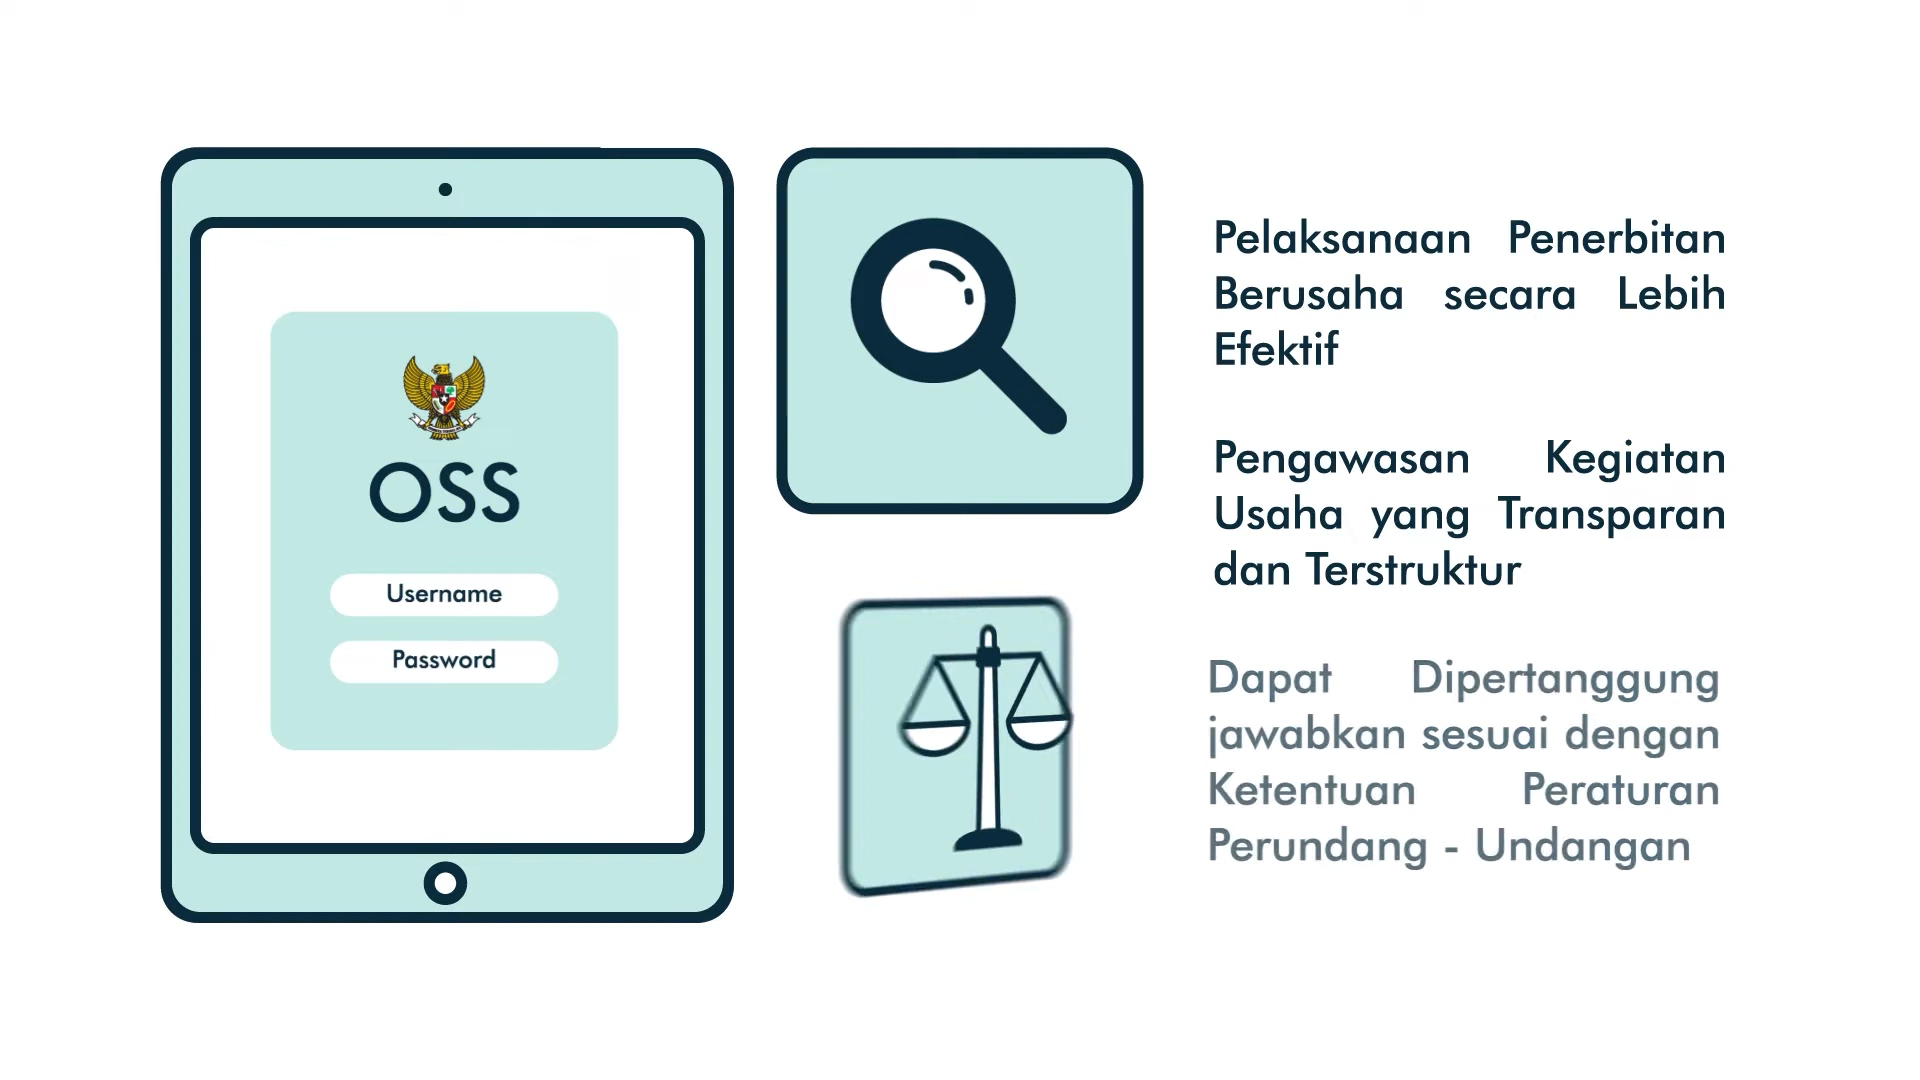 OSS
Username
Password
Pelaksanaan Penerbitan
Berusaha secara Lebih
Efektif
Pengawasan Kegiatan
Usaha yang Transparan
dan Terstruktur
Dapat Dipertanggung
jawabkan sesuai dengan
Ketentuan Peraturan
Perundang - Undangan